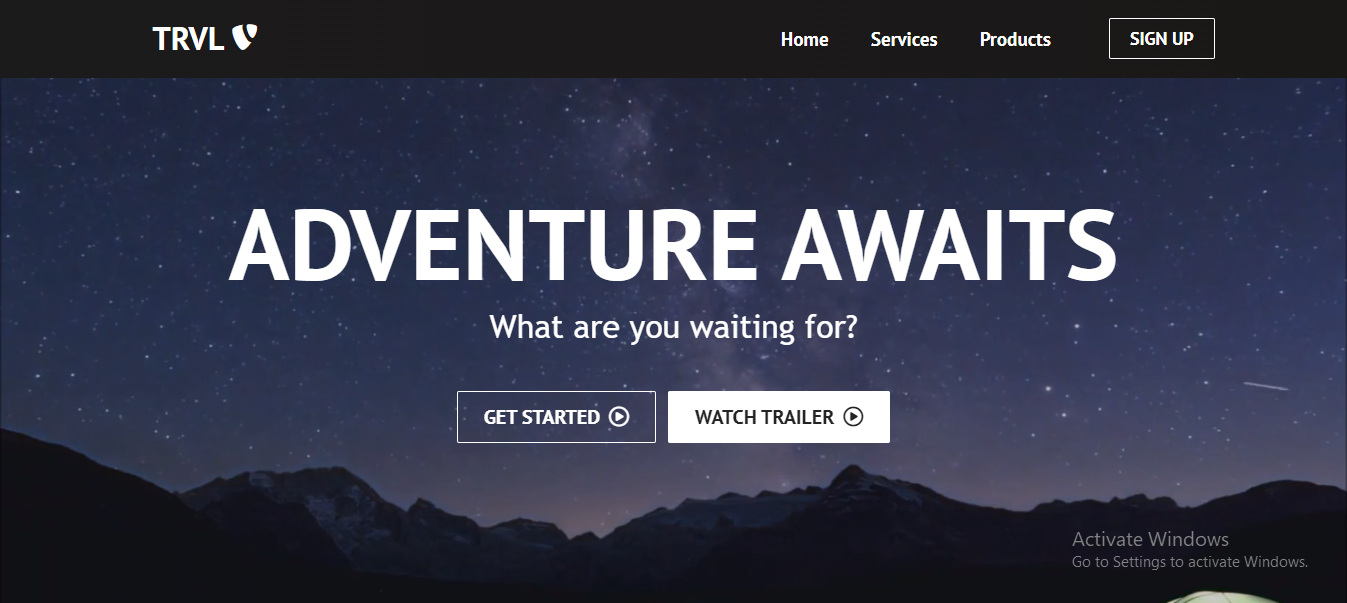 TRVL
Home Services Products SIGN UP
ADVENTURE AWAITS
What are you waiting for?
GET STARTED WATCH TRAILER
Activate Windows
Go to Settings to activate Windows.